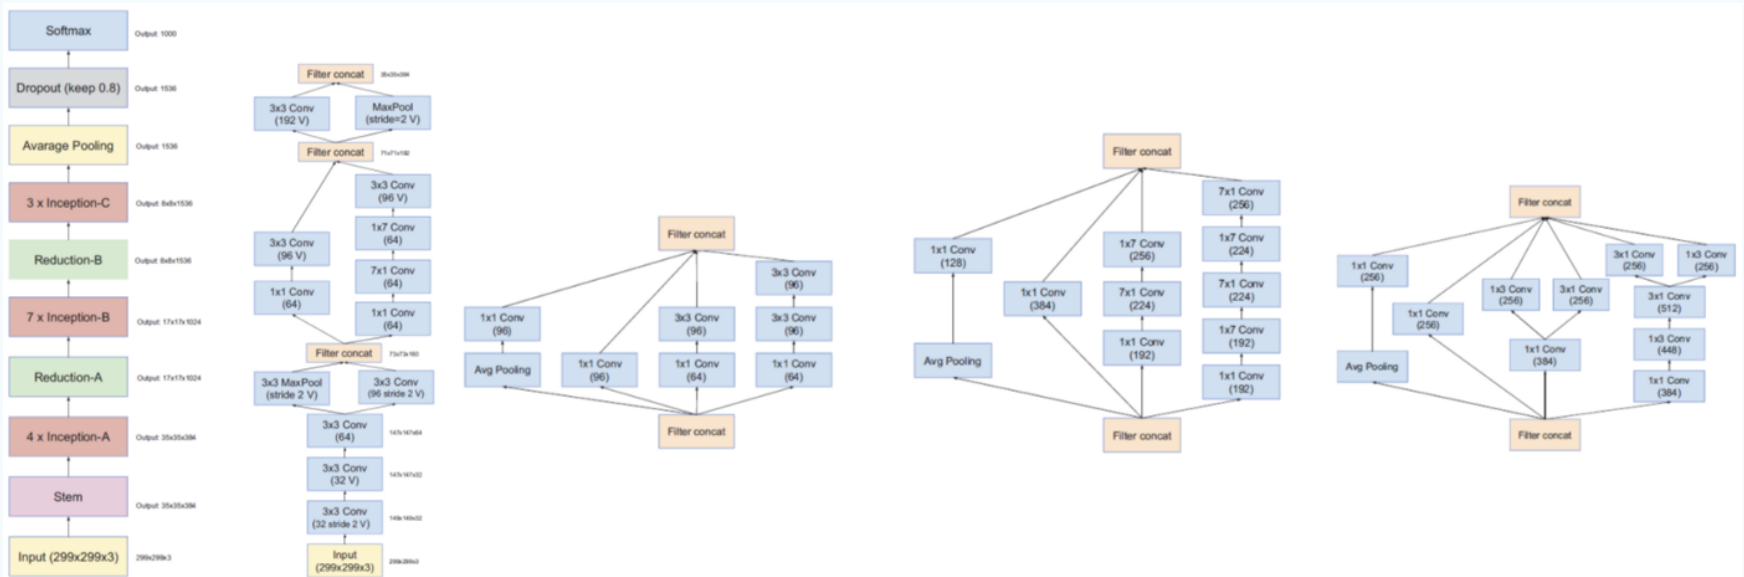 Softmax
Output: 1000
Dropout (keep 0.8)
Output: 1536
Avarage Pooling
Output: 1536
3 x Inception-C
Output: 8x8x1536
Reduction-B
Output: 8x8x1536
7 x Inception-B
Output: 17x17x1024
Reduction-A
Output: 17x17x1024
4 x Inception-A
Output: 35x35x384
Stem
Output: 35x35x384
Input (299x299x3)
299x299x3
Filter concat
35x35x384
3x3 Conv
(192 V)
MaxPool
(stride=2 V)
Filter concat
71x71x192
3x3 Conv
(96 V)
1x7 Conv
(64)
3x3 Conv
(96 V)
7x1 Conv
(64)
1x1 Conv
(64)
1x1 Conv
(64)
Filter concat
73x73x160
3x3 MaxPool
(stride 2 V)
3x3 Conv
(96 stride 2 V)
3x3 Conv
(64)
147x147x64
3x3 Conv
(32 V)
147x147x32
3x3 Conv
(32 stride 2 V)
149x149x32
Input
(299x299x3)
299x299x3
Filter concat
3x3 Conv
(96)
1x1 Conv
(96)
3x3 Conv
(96)
3x3 Conv
(96)
Avg Pooling
1x1 Conv
(96)
1x1 Conv
(64)
1x1 Conv
(64)
Filter concat
Filter concat
7x1 Conv
(256)
1x1 Conv
(128)
1x7 Conv
(256)
1x7 Conv
(224)
1x1 Conv
(384)
7x1 Conv
(224)
7x1 Conv
(224)
Avg Pooling
1x1 Conv
(192)
1x7 Conv
(192)
1x1 Conv
(192)
Filter concat
Filter concat
1x1 Conv
(256)
3x1 Conv
(256)
1x3 Conv
(256)
1x1 Conv
(256)
1x3 Conv
(256)
3x1 Conv
(256)
3x1 Conv
(512)
Avg Pooling
1x1 Conv
(384)
1x3 Conv
(448)
1x1 Conv
(384)
Filter concat